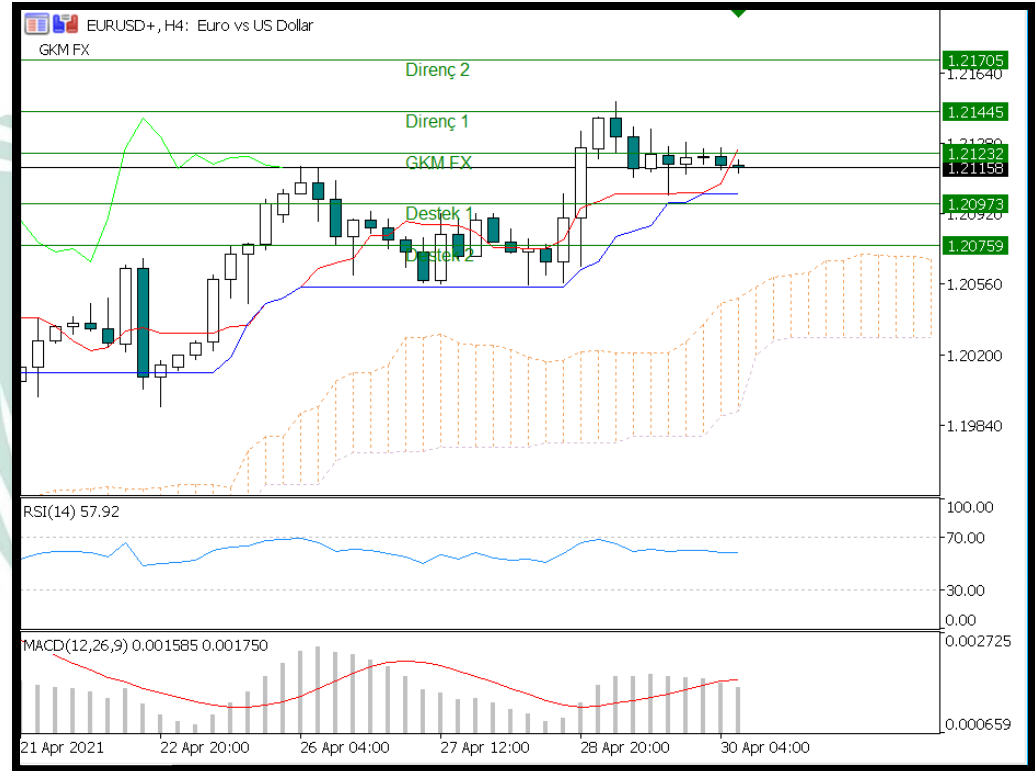 EURUSD+, H4: Euro vs US Dollar
GKM FX
Direnç 2
1.21705
1.21640
Direnç 1
1.21445
GKM FX
1.21232
1.21158
Destek 1
1.20973
1.20920
Destek 2
1.20759
1.20560
1.20200
1.19840
RSI(14) 57.92
100.00
70.00
30.00
0.00
MACD(12,26,9) 0.001585 0.001750
0.002725
0.000659
21 Apr 2021 22 Apr 20:00 26 Apr 04:00 27 Apr 12:00 28 Apr 20:00 30 Apr 04:00